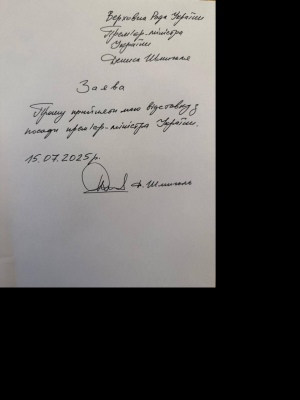 Верховна Рада України
Прем'єр-міністра
України
Дениса Шмигаля
Заява
Прошу прийняти мою відставку з
посади прем'єр-міністра України.
15.07.2025р.
Д. Шмигаль